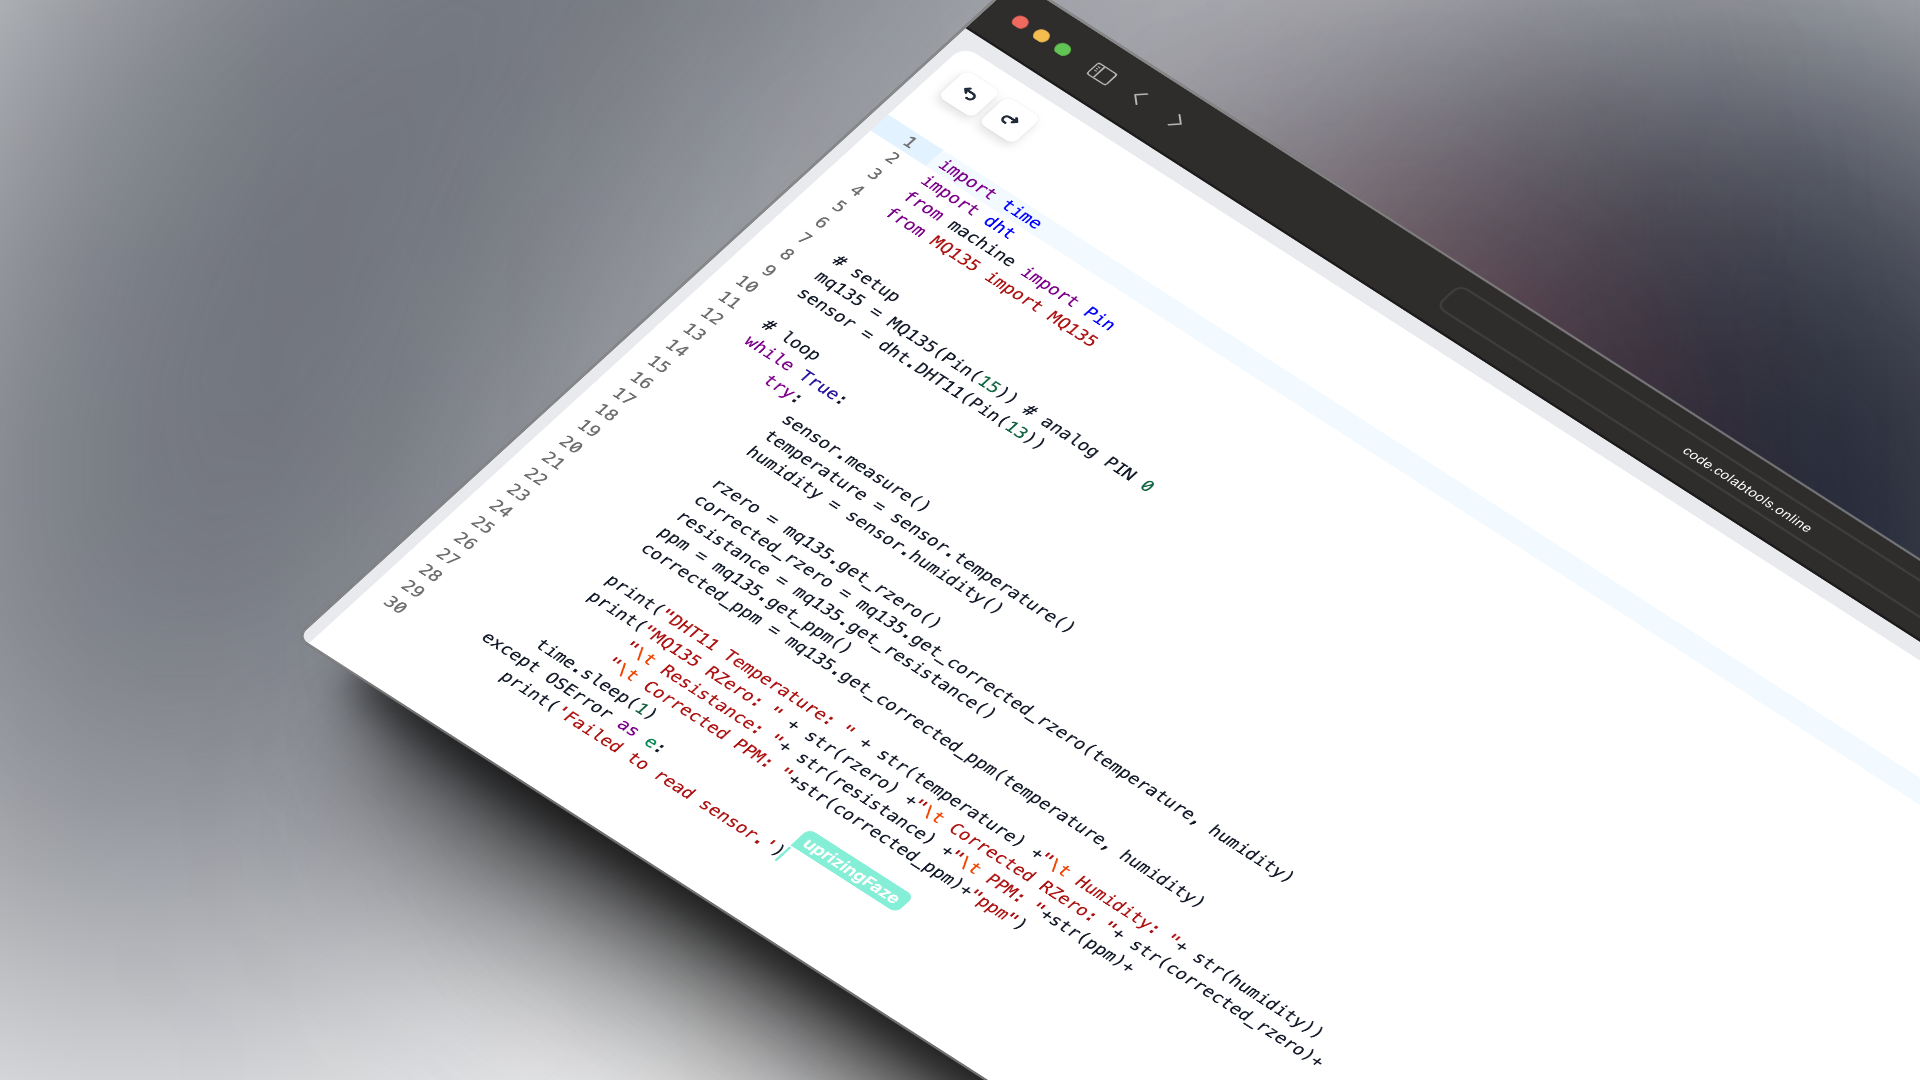 code.colabtools.online
1 import time
2 import dht
3 from machine import Pin
4 from MQ135 import MQ135
5
6 # setup
7 mq135 = MQ135(Pin(15)) # analog PIN 0
8 sensor = dht.DHT11(Pin(13))
9
10 # loop
11 while True:
12 try:
13 sensor.measure()
14 temperature = sensor.temperature()
15 humidity = sensor.humidity()
16
17 rzero = mq135.get_rzero()
18 corrected_rzero = mq135.get_corrected_rzero(temperature, humidity)
19 resistance = mq135.get_resistance()
20 ppm = mq135.get_ppm()
21 corrected_ppm = mq135.get_corrected_ppm(temperature, humidity)
22
23 print("DHT11 Temperature: " + str(temperature) +"\t Humidity: "+ str(humidity))
24 print("MQ135 RZero: " + str(rzero) +"\t Corrected RZero: "+ str(corrected_rzero)+
25 "\t Resistance: "+ str(resistance) +"\t PPM: "+str(ppm)+
26 "\t Corrected PPM: "+str(corrected_ppm)+"ppm")
27 time.sleep(1)
28 except OSError as e:
29 print('Failed to read sensor.')
30
uprizingFaze